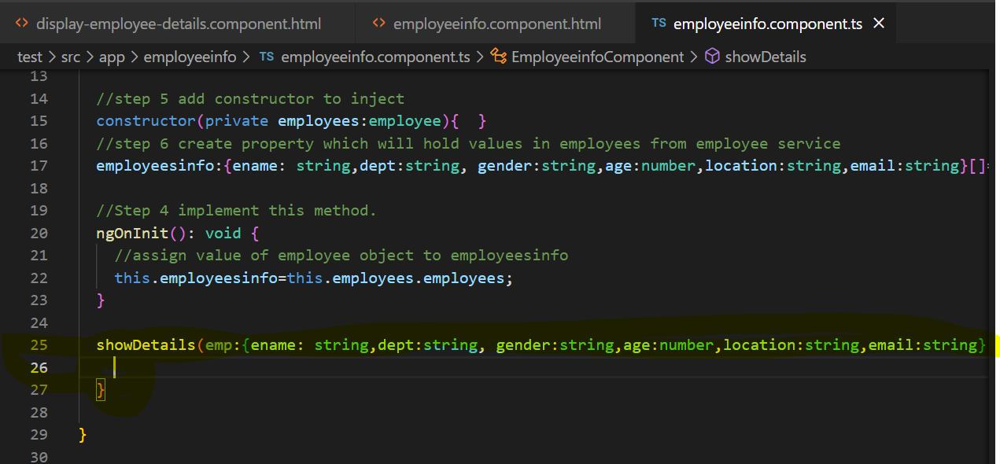 display-employee-details.component.html employeeinfo.component.html TS employeeinfo.component.ts
test > src > app > employeeinfo > TS employeeinfo.component.ts > EmployeeinfoComponent > showDetails
13
14 //step 5 add constructor to inject
15 constructor(private employees:employee){  }
16 //step 6 create property which will hold values in employees from employee service
17 employeesinfo:{ename: string,dept:string, gender:string,age:number,location:string,email:string}[]=
18
19 //Step 4 implement this method.
20 ngOnInit(): void {
21 //assign value of employee object to employeesinfo
22 this.employeesinfo=this.employees.employees;
23 }
24
25 showDetails(emp:{ename: string,dept:string, gender:string,age:number,location:string,email:string}
26
27 }
28
29 }
30